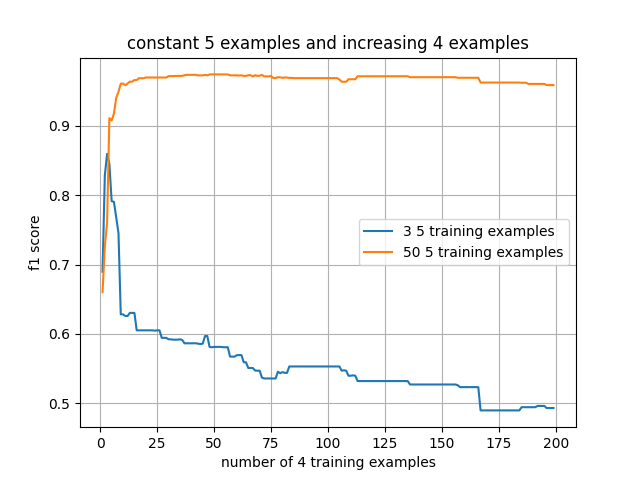 constant 5 examples and increasing 4 examples
f1 score
0.9
0.8
0.7
0.6
0.5
3 5 training examples
50 5 training examples
0 25 50 75 100 125 150 175 200
number of 4 training examples